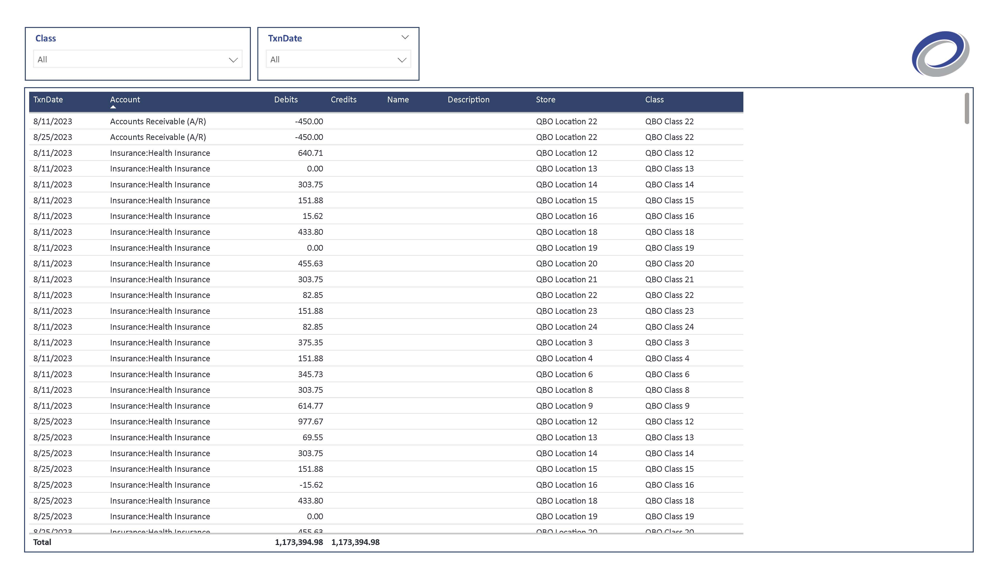 Class
All
TxnDate
All
TxnDate Account Debits Credits Name Description Store Class
8/11/2023 Accounts Receivable (A/R) -450.00 QBO Location 22 QBO Class 22
8/25/2023 Accounts Receivable (A/R) -450.00 QBO Location 22 QBO Class 22
8/11/2023 Insurance:Health Insurance 640.71 QBO Location 12 QBO Class 12
8/11/2023 Insurance:Health Insurance 0.00 QBO Location 13 QBO Class 13
8/11/2023 Insurance:Health Insurance 303.75 QBO Location 14 QBO Class 14
8/11/2023 Insurance:Health Insurance 151.88 QBO Location 15 QBO Class 15
8/11/2023 Insurance:Health Insurance 15.62 QBO Location 16 QBO Class 16
8/11/2023 Insurance:Health Insurance 433.80 QBO Location 18 QBO Class 18
8/11/2023 Insurance:Health Insurance 0.00 QBO Location 19 QBO Class 19
8/11/2023 Insurance:Health Insurance 455.63 QBO Location 20 QBO Class 20
8/11/2023 Insurance:Health Insurance 303.75 QBO Location 21 QBO Class 21
8/11/2023 Insurance:Health Insurance 82.85 QBO Location 22 QBO Class 22
8/11/2023 Insurance:Health Insurance 151.88 QBO Location 23 QBO Class 23
8/11/2023 Insurance:Health Insurance 82.85 QBO Location 24 QBO Class 24
8/11/2023 Insurance:Health Insurance 375.35 QBO Location 3 QBO Class 3
8/11/2023 Insurance:Health Insurance 151.88 QBO Location 4 QBO Class 4
8/11/2023 Insurance:Health Insurance 345.73 QBO Location 6 QBO Class 6
8/11/2023 Insurance:Health Insurance 303.75 QBO Location 8 QBO Class 8
8/11/2023 Insurance:Health Insurance 614.77 QBO Location 9 QBO Class 9
8/25/2023 Insurance:Health Insurance 977.67 QBO Location 12 QBO Class 12
8/25/2023 Insurance:Health Insurance 69.55 QBO Location 13 QBO Class 13
8/25/2023 Insurance:Health Insurance 303.75 QBO Location 14 QBO Class 14
8/25/2023 Insurance:Health Insurance 151.88 QBO Location 15 QBO Class 15
8/25/2023 Insurance:Health Insurance -15.62 QBO Location 16 QBO Class 16
8/25/2023 Insurance:Health Insurance 433.80 QBO Location 18 QBO Class 18
8/25/2023 Insurance:Health Insurance 0.00 QBO Location 19 QBO Class 19
8/25/2023 Insurance:Health Insurance 455.63 QBO Location 20 QBO Class 20
Total 1,173,394.98 1,173,394.98